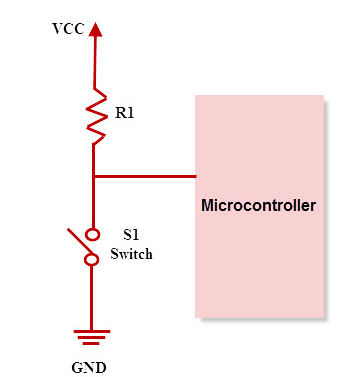 VCC
R1
Microcontroller
S1
Switch
GND